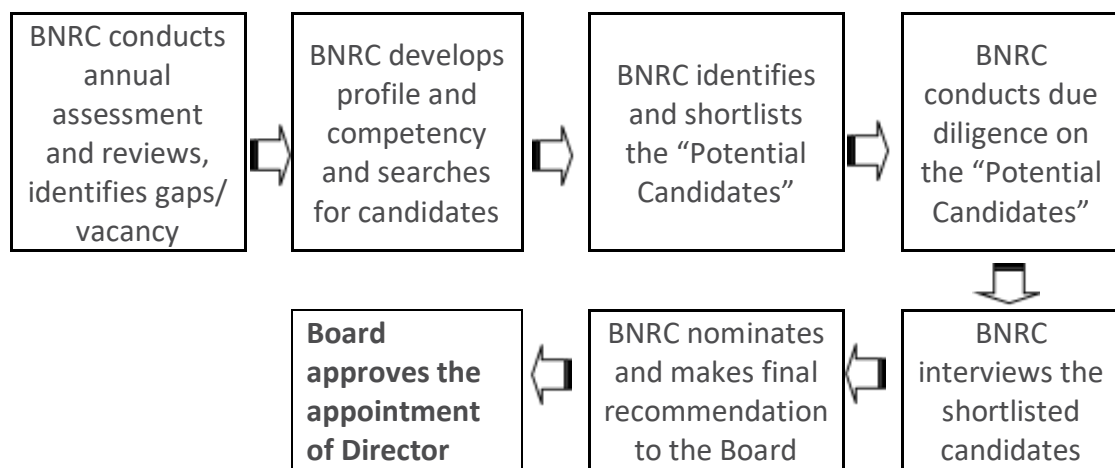 BNRC conducts
annual
assessment
and reviews,
identifies gaps/
vacancy
BNRC develops
profile and
competency
and searches
for candidates
BNRC identifies
and shortlists
the “Potential
Candidates”
BNRC
conducts due
diligence on
the “Potential
Candidates”
BNRC
interviews the
shortlisted
candidates
BNRC nominates
and makes final
recommendation
to the Board
Board
approves the
appointment
of Director